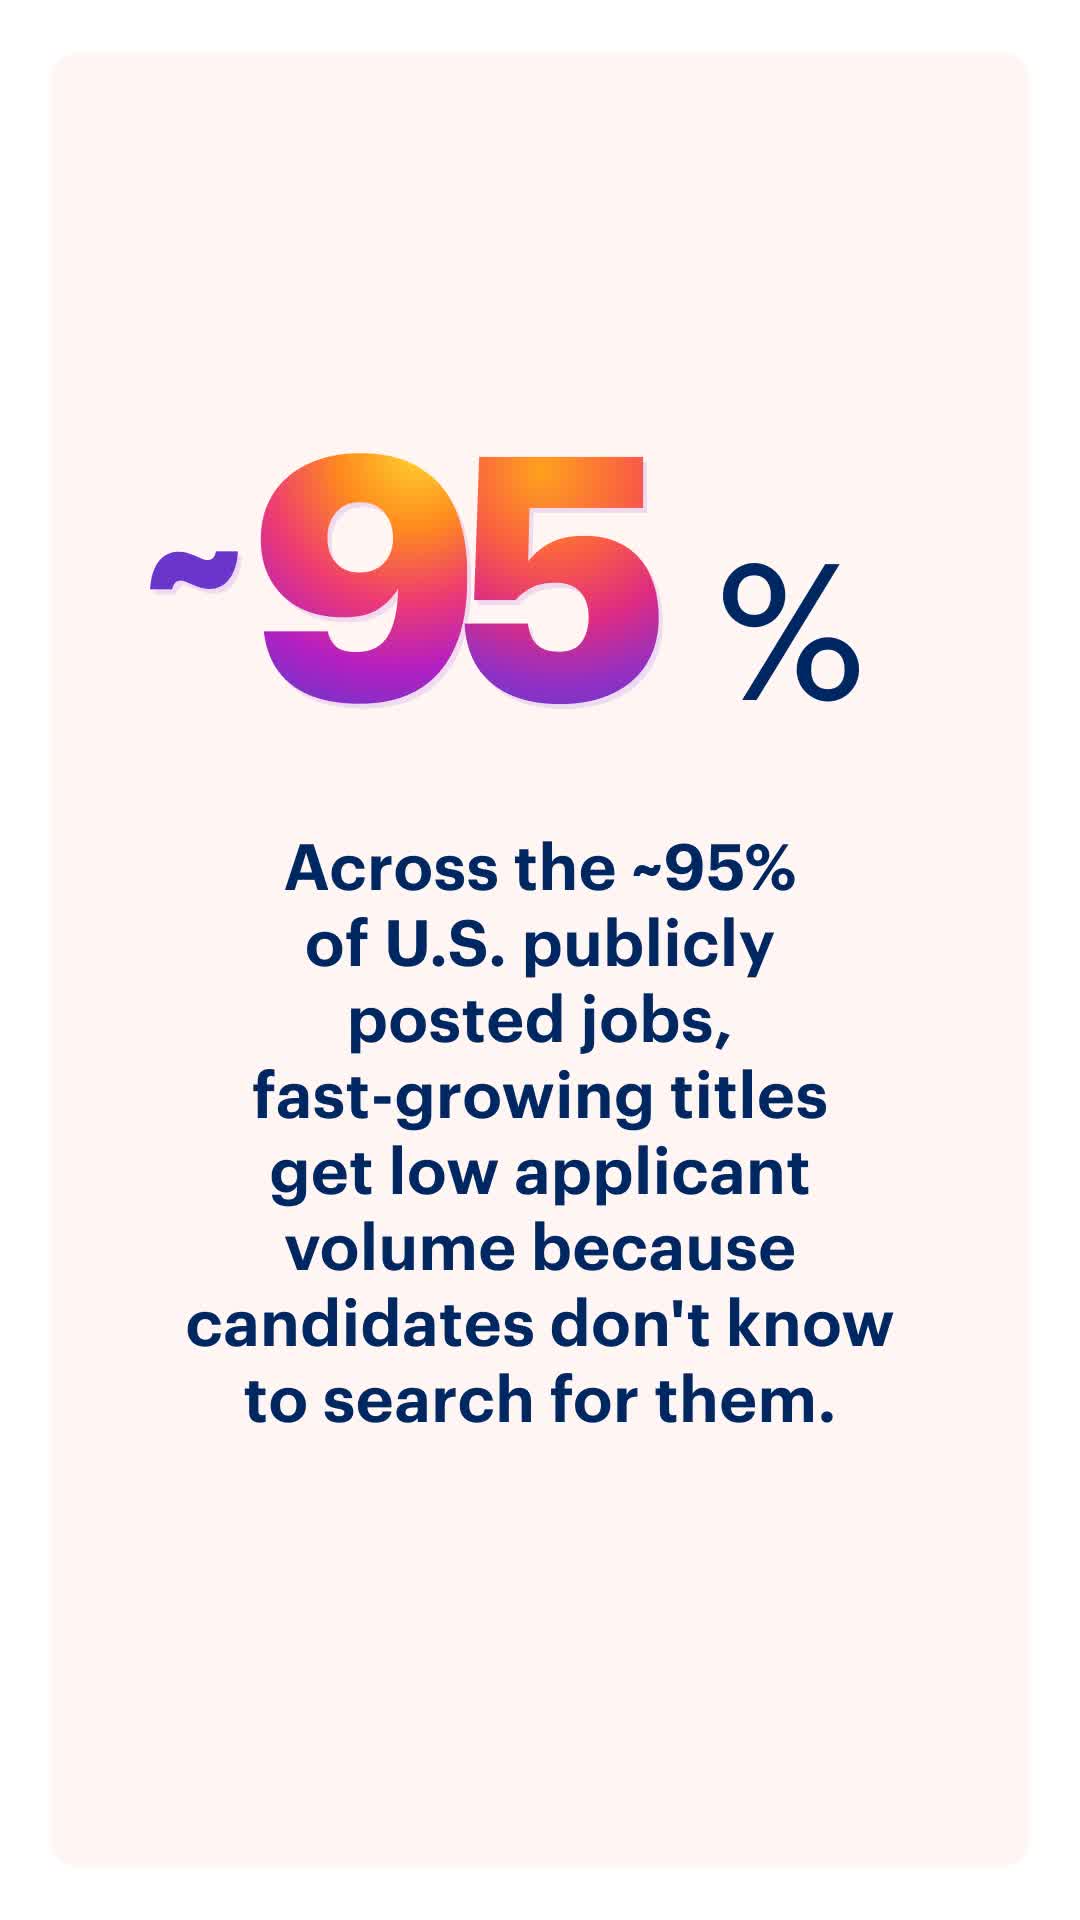 ~95 %
Across the ~95%
of U.S. publicly
posted jobs,
fast-growing titles
get low applicant
volume because
candidates don't know
to search for them.